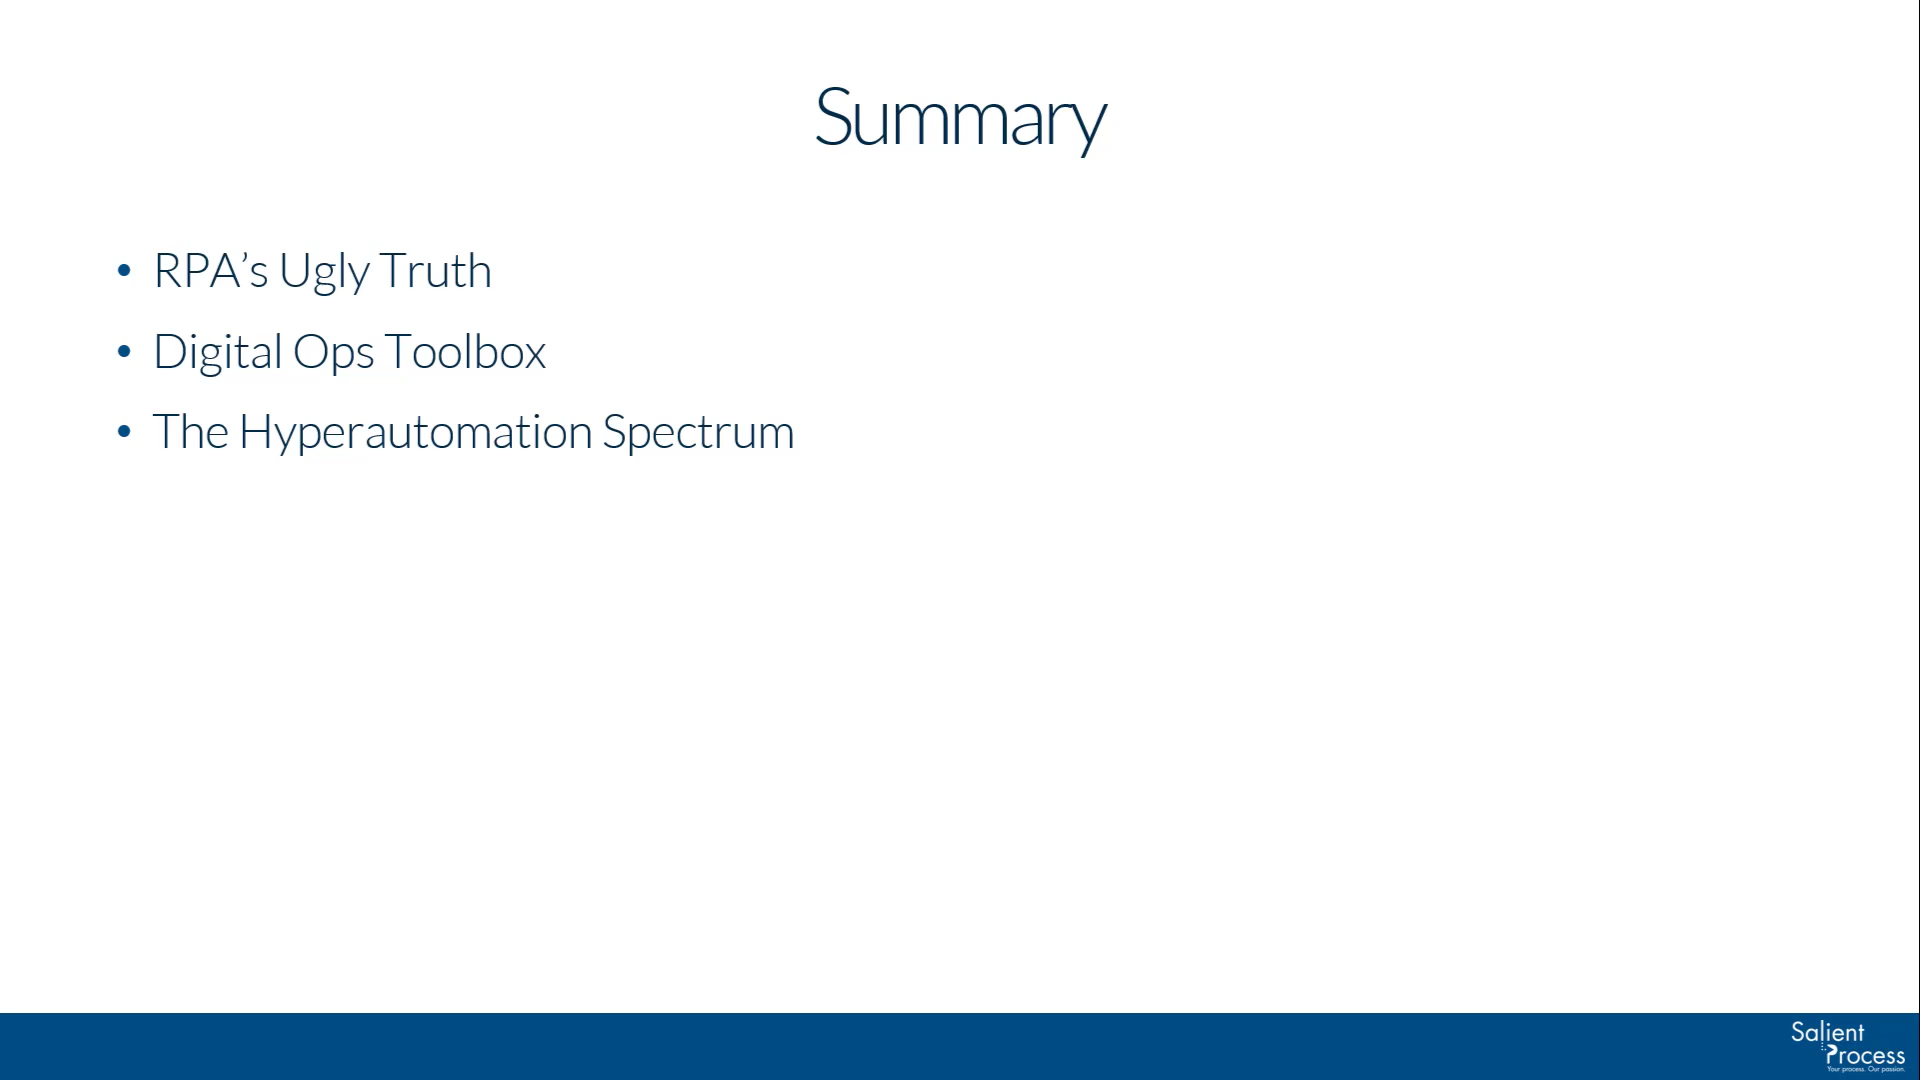 Summary
• RPA’s Ugly Truth
• Digital Ops Toolbox
• The Hyperautomation Spectrum
Salient
Process
Your process. Our passion.